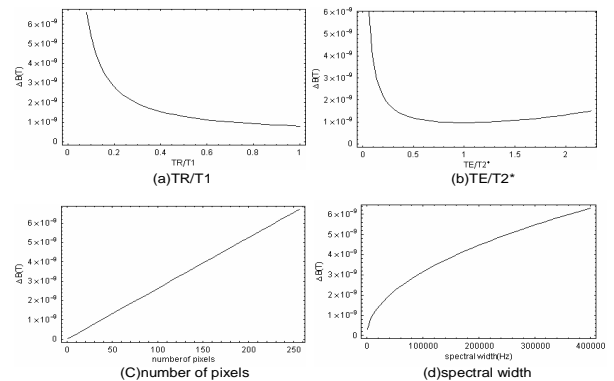 6×10⁻⁹
5×10⁻⁹
4×10⁻⁹
3×10⁻⁹
2×10⁻⁹
1×10⁻⁹
0
ΔB(T)
0 0.2 0.4 0.6 0.8 1
TR/T1
(a)TR/T1
6×10⁻⁹
5×10⁻⁹
4×10⁻⁹
3×10⁻⁹
2×10⁻⁹
1×10⁻⁹
0
ΔB(T)
0 0.5 1 1.5 2
TE/T2*
(b)TE/T2*
6×10⁻⁹
5×10⁻⁹
4×10⁻⁹
3×10⁻⁹
2×10⁻⁹
1×10⁻⁹
0
ΔB(T)
0 50 100 150 200 250
number of pixels
(C)number of pixels
6×10⁻⁹
5×10⁻⁹
4×10⁻⁹
3×10⁻⁹
2×10⁻⁹
1×10⁻⁹
0
ΔB(T)
0 100000 200000 300000 400000
spectral width(Hz)
(d)spectral width